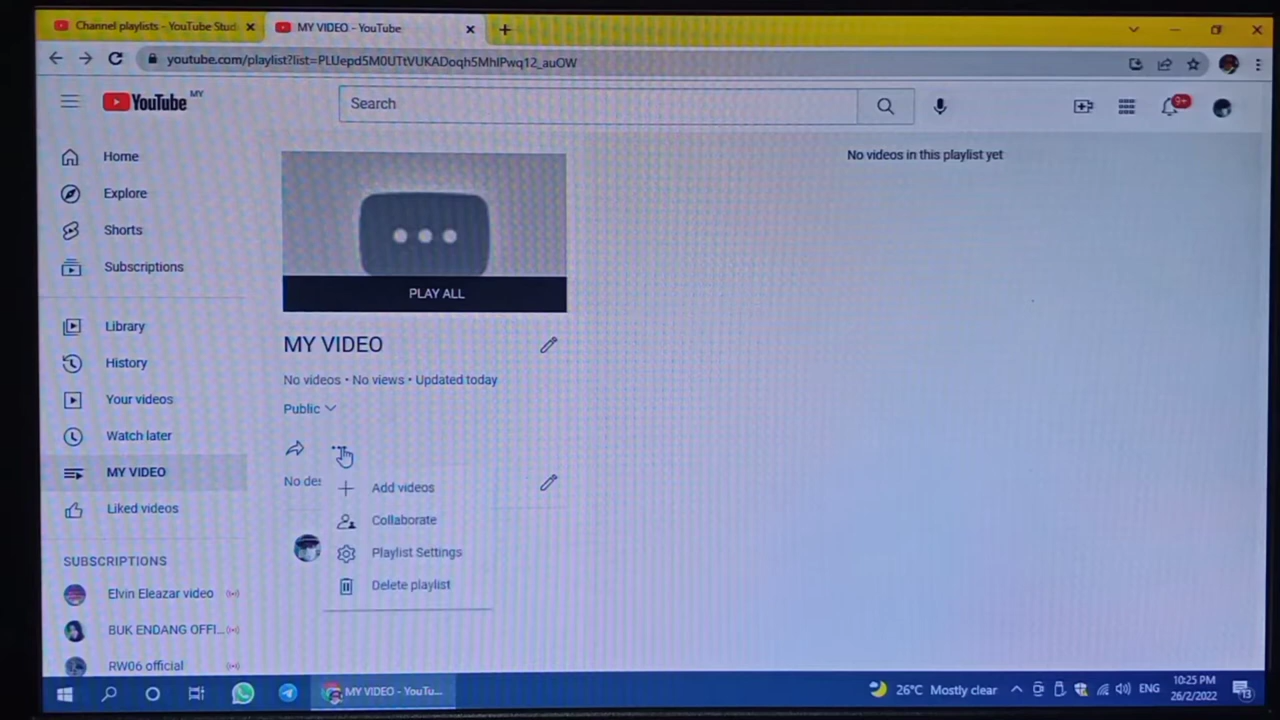 Channel playlists - YouTube Stud
MY VIDEO - YouTube
youtube.com/playlist?list=PLUepd5M0UTtVUKADoqh5MhIPwq12_auOW
YouTube MY
Search
9+
Home
Explore
Shorts
Subscriptions
Library
History
Your videos
Watch later
MY VIDEO
Liked videos
SUBSCRIPTIONS
Elvin Eleazar video
BUK ENDANG OFFI...
RW06 official
PLAY ALL
MY VIDEO
No videos • No views • Updated today
Public
No des
Add videos
Collaborate
Playlist Settings
Delete playlist
No videos in this playlist yet
MY VIDEO - YouTu...
26°C Mostly clear
ENG
10:25 PM
26/2/2022
13